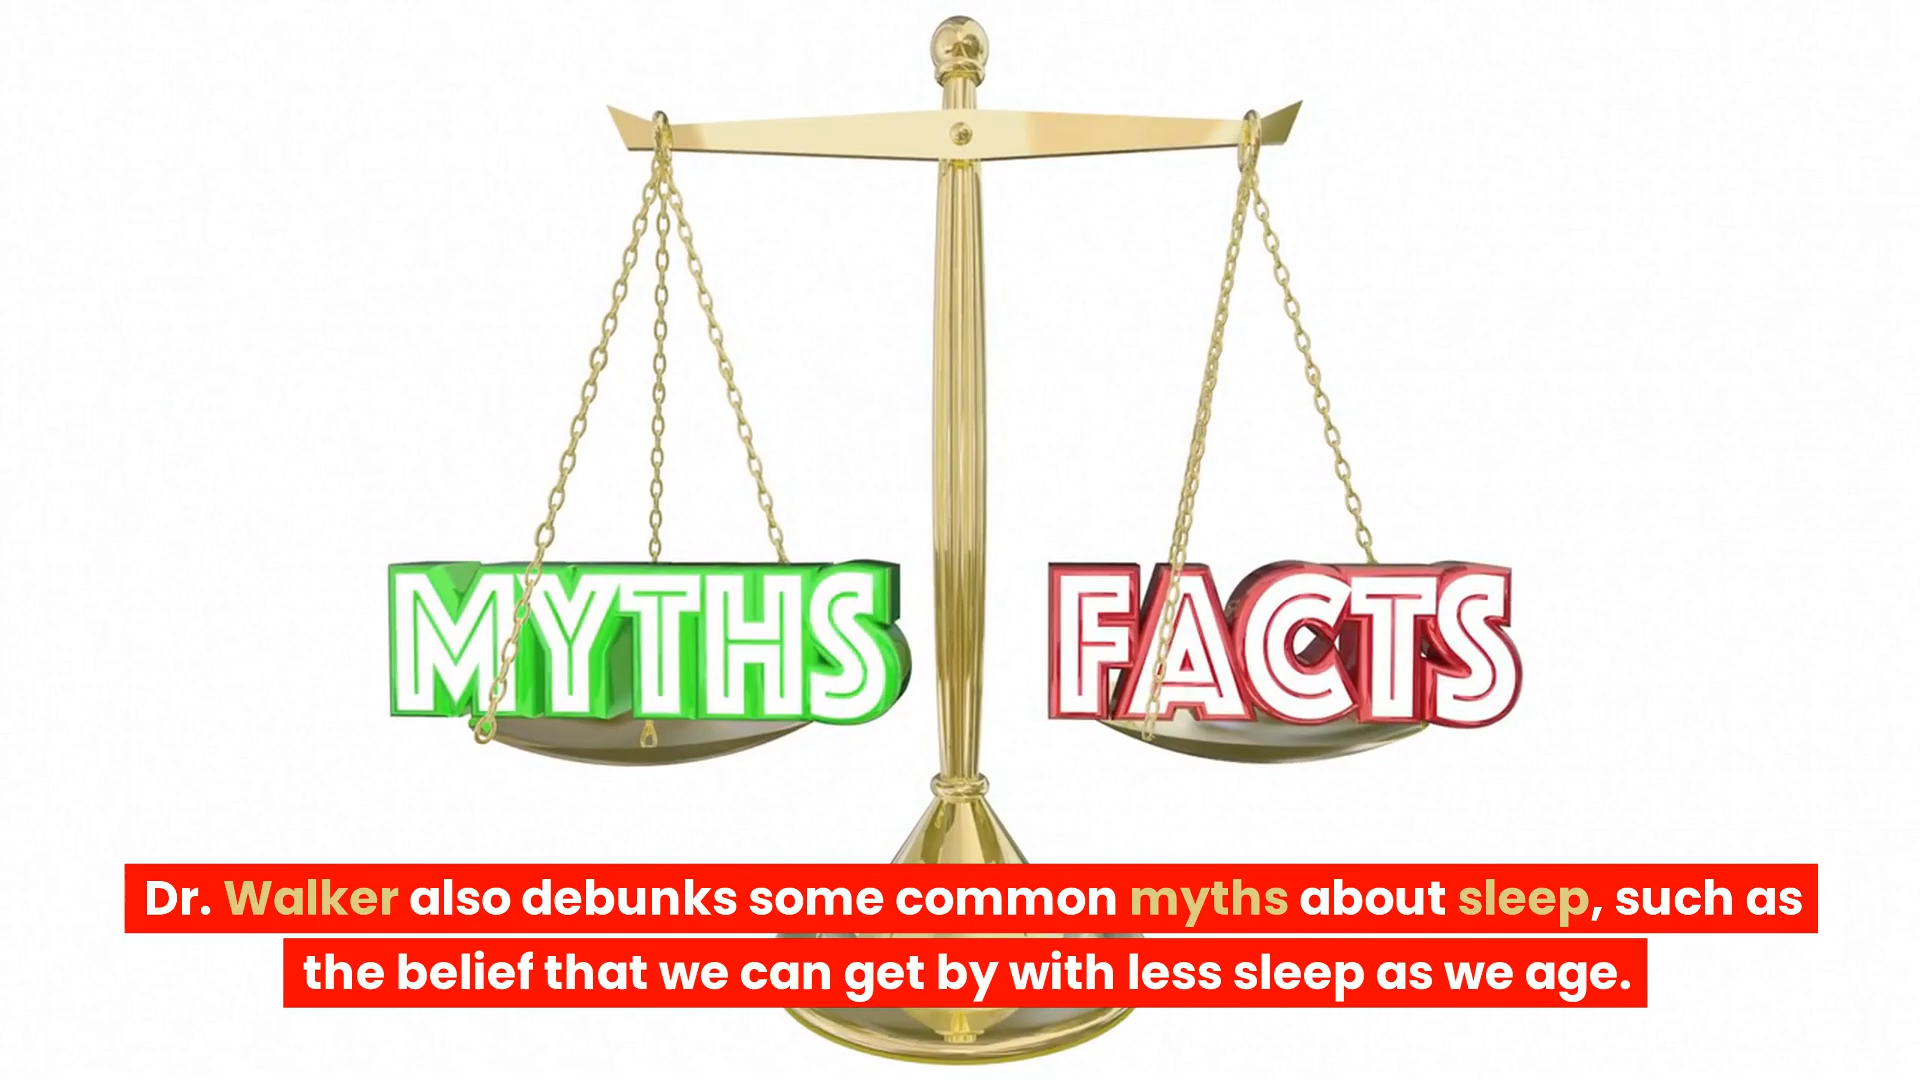 MYTHS FACTS
Dr. Walker also debunks some common myths about sleep, such as
the belief that we can get by with less sleep as we age.